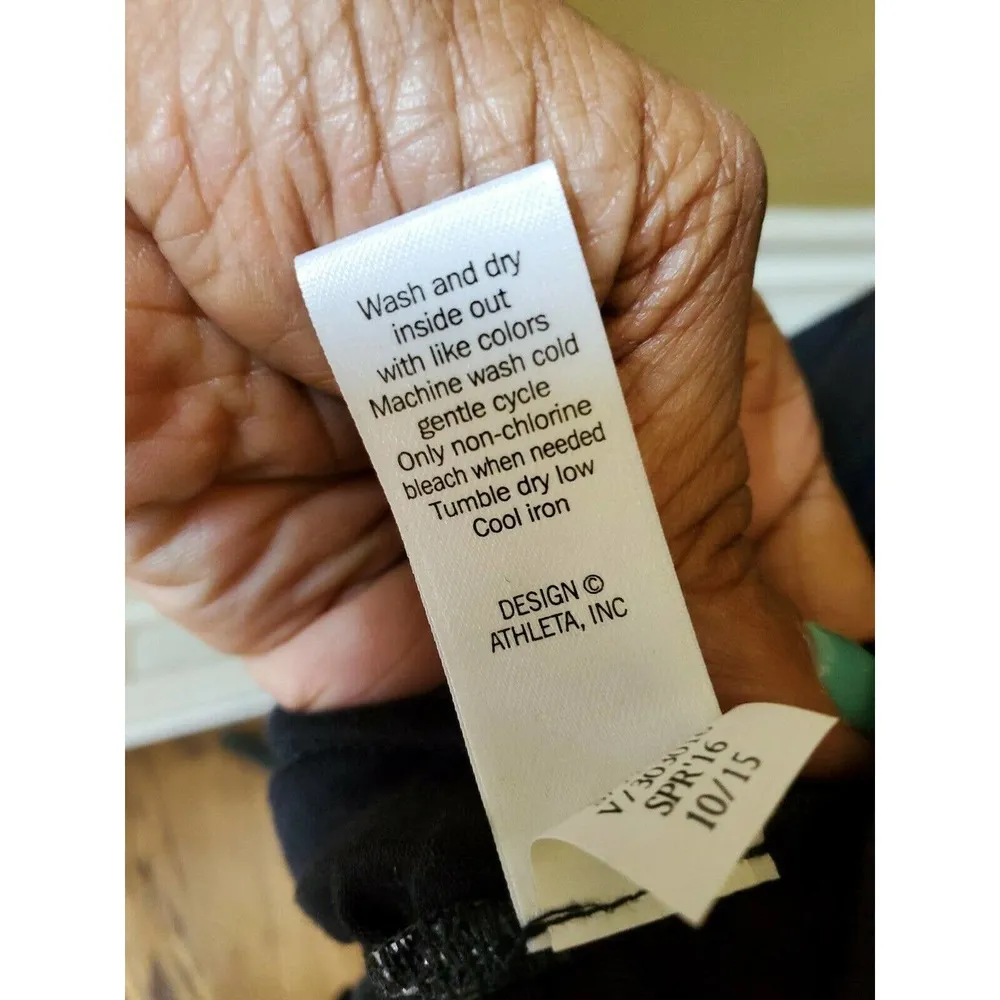 Wash and dry
inside out
with like colors
Machine wash cold
gentle cycle
Only non-chlorine
bleach when needed
Tumble dry low
Cool iron
DESIGN ©
ATHLETA, INC
SPR'16
10/15